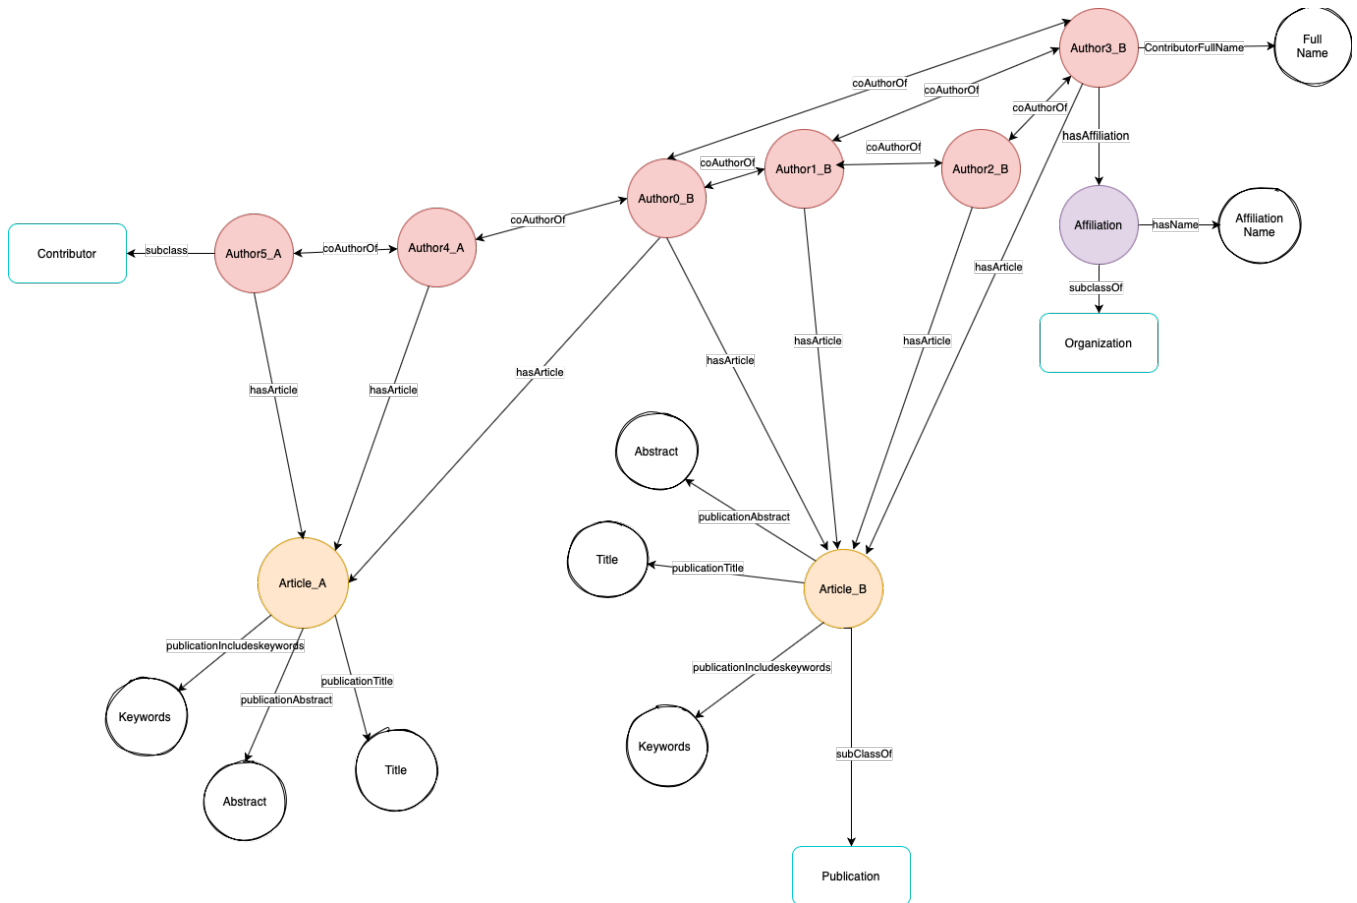 Author3_B
ContributorFullName
Full
Name
coAuthorOf
coAuthorOf
coAuthorOf
hasAffiliation
coAuthorOf
coAuthorOf
Author0_B
Author1_B
Author2_B
coAuthorOf
Contributor
subclass
Author5_A
coAuthorOf
Author4_A
Affiliation
hasName
Affiliation
Name
hasArticle
subclassOf
Organization
hasArticle
hasArticle
hasArticle
hasArticle
hasArticle
hasArticle
Abstract
publicationAbstract
Title
publicationTitle
Article_A
Article_B
publicationIncludeskeywords
publicationTitle
publicationAbstract
publicationIncludeskeywords
Keywords
Abstract
Title
Keywords
subClassOf
Publication